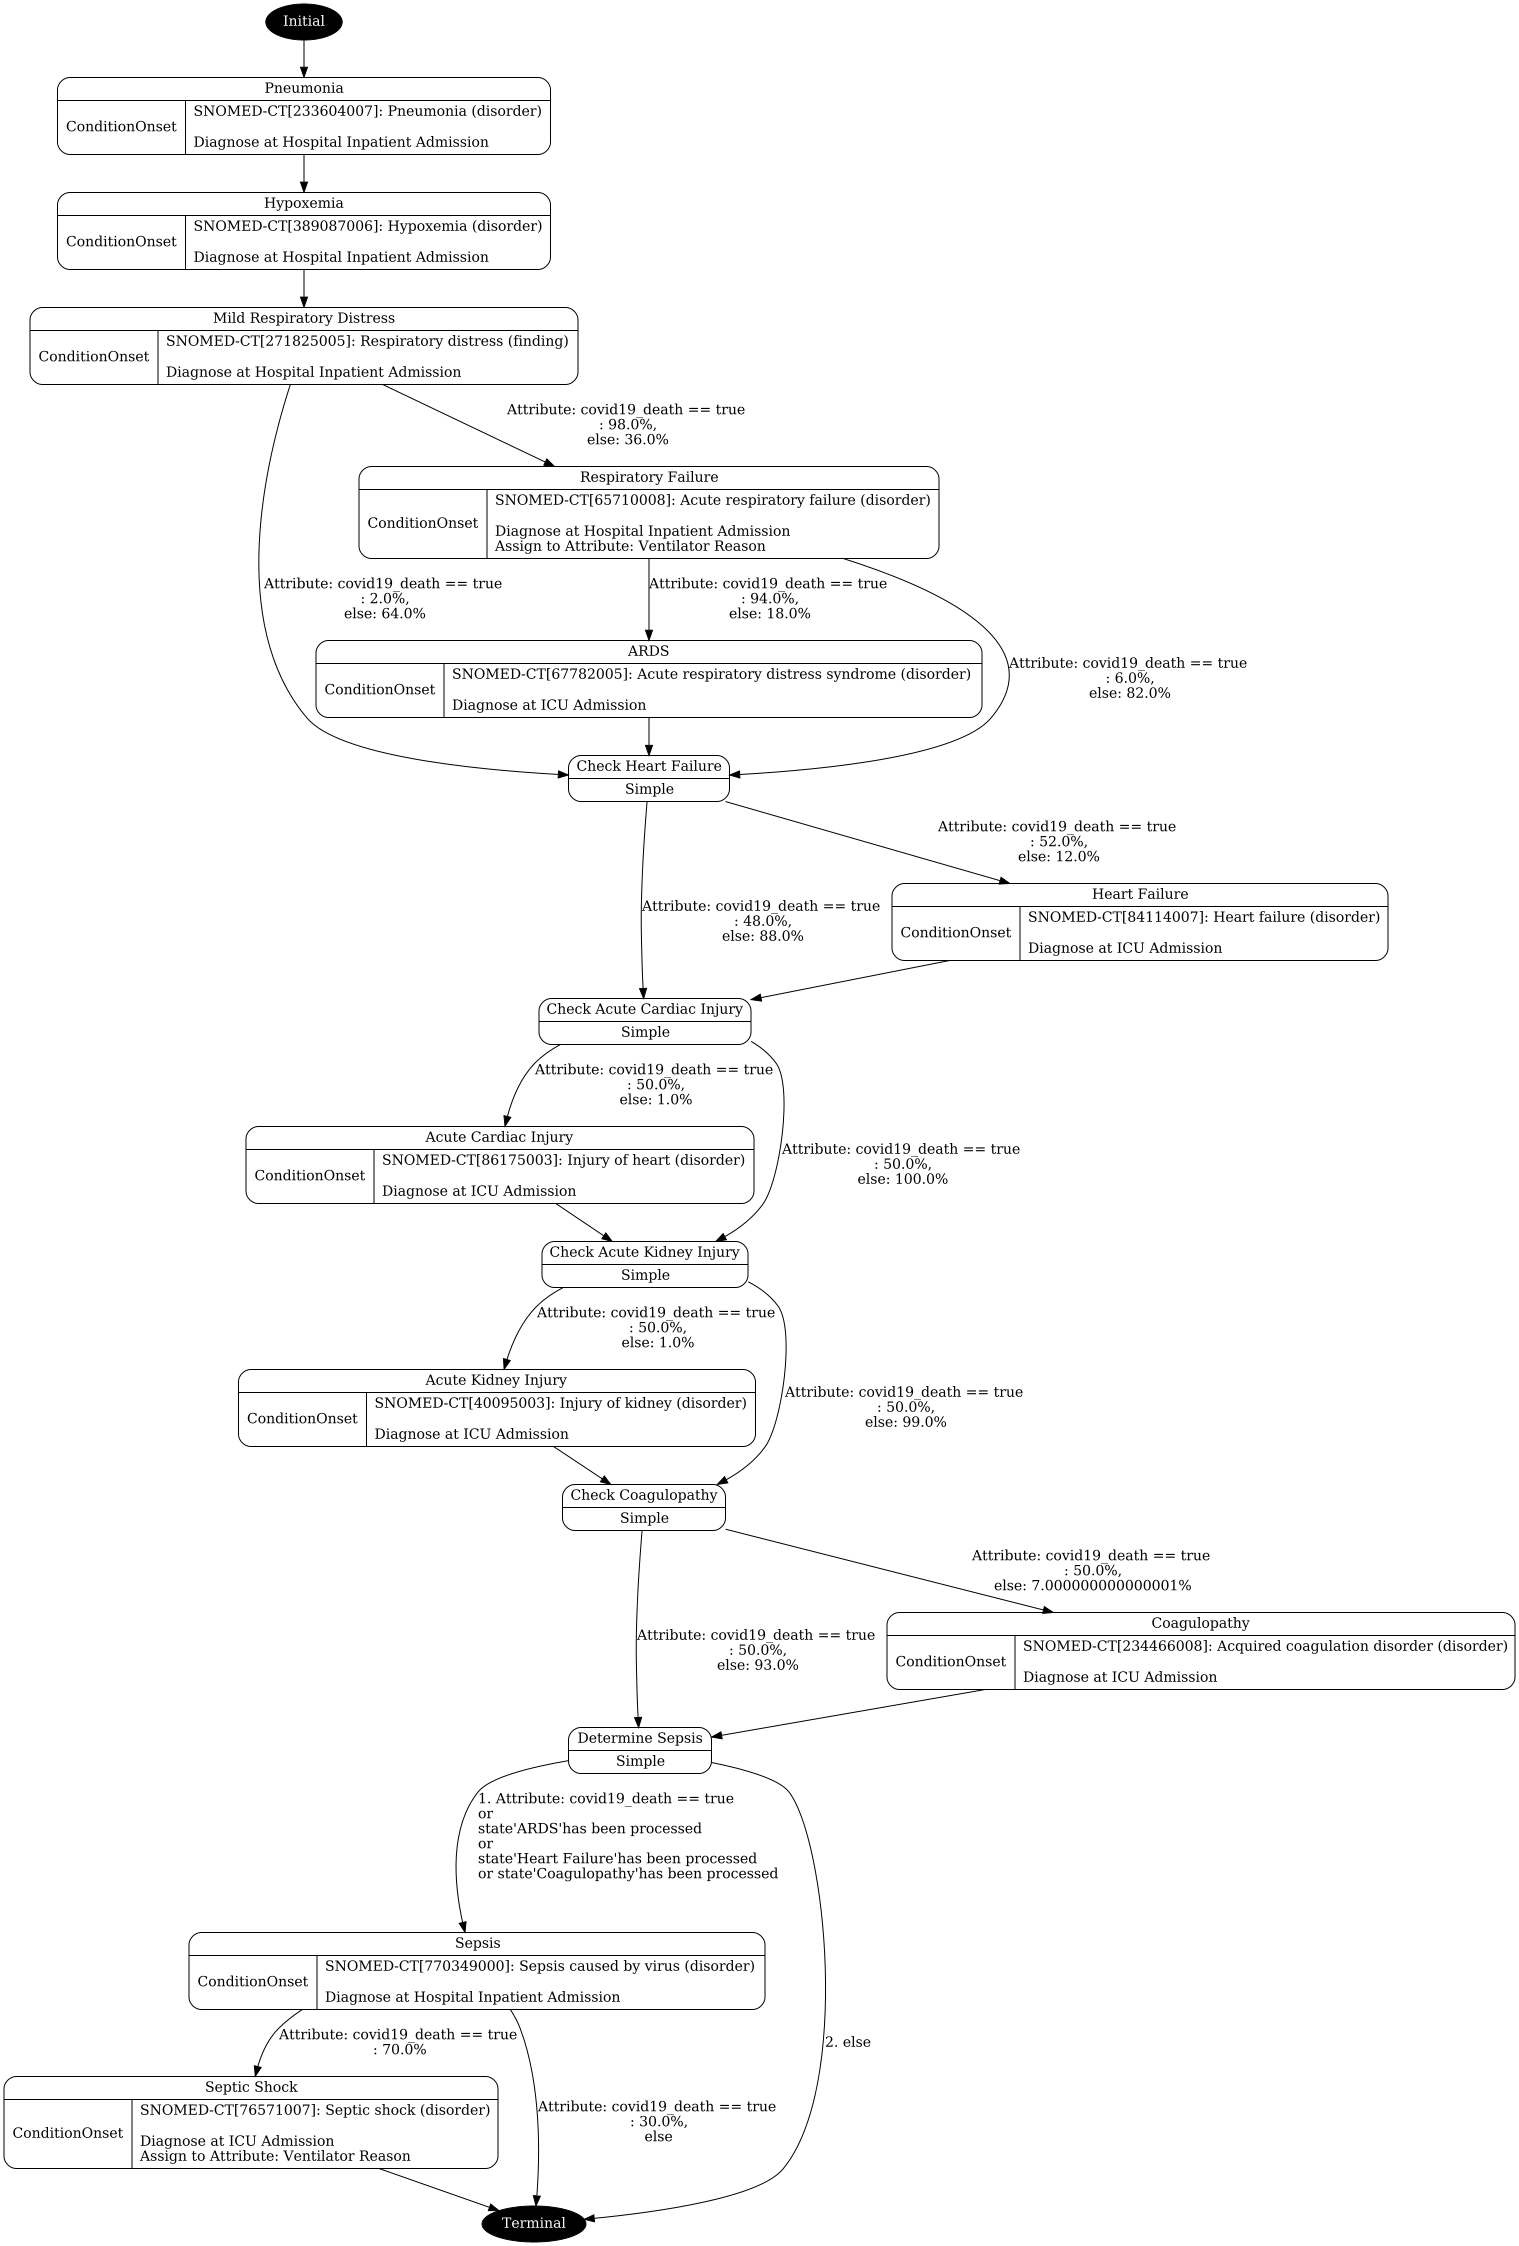 Initial
Pneumonia
ConditionOnset
SNOMED-CT[233604007]: Pneumonia (disorder)
Diagnose at Hospital Inpatient Admission
Hypoxemia
ConditionOnset
SNOMED-CT[389087006]: Hypoxemia (disorder)
Diagnose at Hospital Inpatient Admission
Mild Respiratory Distress
ConditionOnset
SNOMED-CT[271825005]: Respiratory distress (finding)
Diagnose at Hospital Inpatient Admission
Attribute: covid19_death == true
: 98.0%,
else: 36.0%
Respiratory Failure
ConditionOnset
SNOMED-CT[65710008]: Acute respiratory failure (disorder)
Diagnose at Hospital Inpatient Admission
Assign to Attribute: Ventilator Reason
Attribute: covid19_death == true
: 2.0%,
else: 64.0%
Attribute: covid19_death == true
: 94.0%,
else: 18.0%
Attribute: covid19_death == true
: 6.0%,
else: 82.0%
ARDS
ConditionOnset
SNOMED-CT[67782005]: Acute respiratory distress syndrome (disorder)
Diagnose at ICU Admission
Check Heart Failure
Simple
Attribute: covid19_death == true
: 52.0%,
else: 12.0%
Attribute: covid19_death == true
: 48.0%,
else: 88.0%
Heart Failure
ConditionOnset
SNOMED-CT[84114007]: Heart failure (disorder)
Diagnose at ICU Admission
Check Acute Cardiac Injury
Simple
Attribute: covid19_death == true
: 50.0%,
else: 1.0%
Acute Cardiac Injury
ConditionOnset
SNOMED-CT[86175003]: Injury of heart (disorder)
Diagnose at ICU Admission
Attribute: covid19_death == true
: 50.0%,
else: 100.0%
Check Acute Kidney Injury
Simple
Attribute: covid19_death == true
: 50.0%,
else: 1.0%
Acute Kidney Injury
ConditionOnset
SNOMED-CT[40095003]: Injury of kidney (disorder)
Diagnose at ICU Admission
Attribute: covid19_death == true
: 50.0%,
else: 99.0%
Check Coagulopathy
Simple
Attribute: covid19_death == true
: 50.0%,
else: 7.000000000000001%
Attribute: covid19_death == true
: 50.0%,
else: 93.0%
Coagulopathy
ConditionOnset
SNOMED-CT[234466008]: Acquired coagulation disorder (disorder)
Diagnose at ICU Admission
Determine Sepsis
Simple
1. Attribute: covid19_death == true
or
state'ARDS'has been processed
or
state'Heart Failure'has been processed
or state'Coagulopathy'has been processed
Sepsis
ConditionOnset
SNOMED-CT[770349000]: Sepsis caused by virus (disorder)
Diagnose at Hospital Inpatient Admission
Attribute: covid19_death == true
: 70.0%
2. else
Septic Shock
ConditionOnset
SNOMED-CT[76571007]: Septic shock (disorder)
Diagnose at ICU Admission
Assign to Attribute: Ventilator Reason
Attribute: covid19_death == true
: 30.0%,
else
Terminal